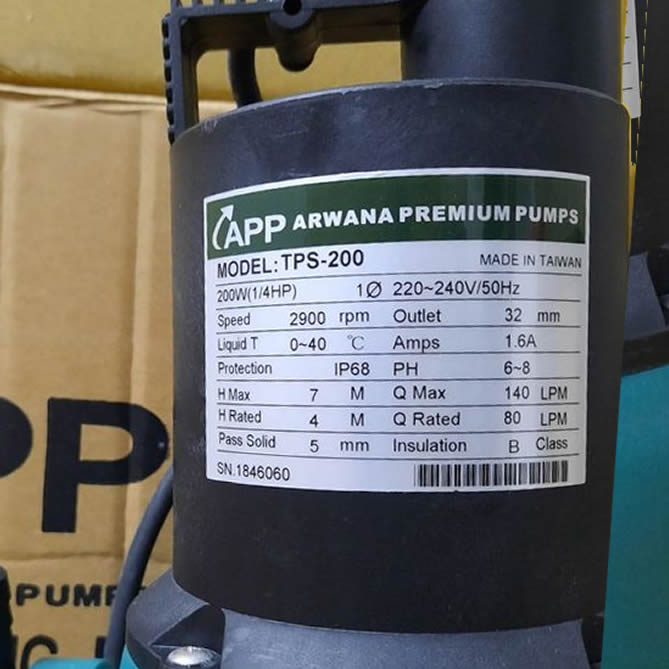 APP ARWANA PREMIUM PUMPS
MODEL: TPS-200 MADE IN TAIWAN
200W(1/4HP) 1Ø 220~240V/50Hz
Speed 2900 rpm Outlet 32 mm
Liquid T 0~40 ℃ Amps 1.6A
Protection IP68 PH 6~8
H Max 7 M Q Max 140 LPM
H Rated 4 M Q Rated 80 LPM
Pass Solid 5 mm Insulation B Class
SN.1846060
PP
PUMP